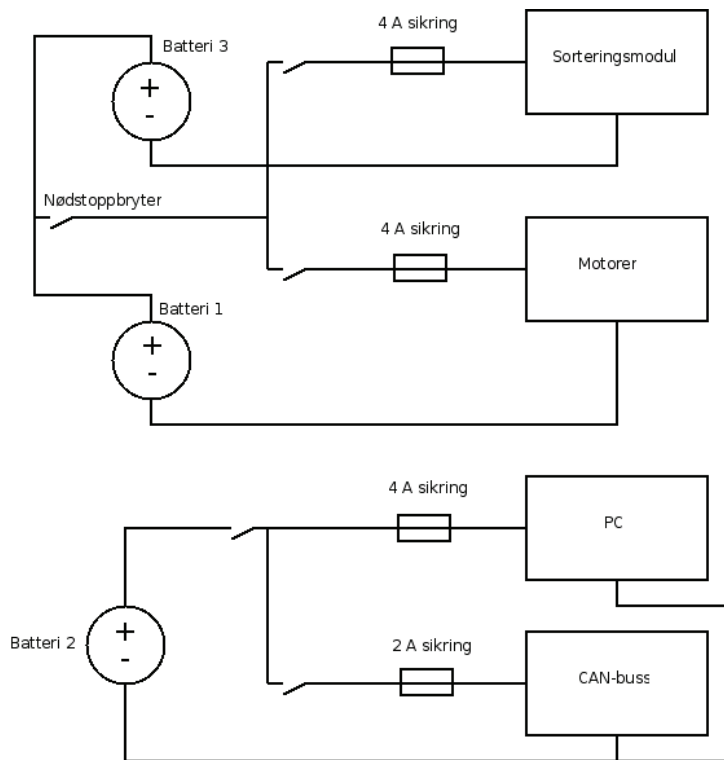 4 A sikring
Batteri 3
Sorteringsmodul
+
-
Nødstoppbryter
4 A sikring
Motorer
Batteri 1
+
-
4 A sikring
PC
Batteri 2
+
-
2 A sikring
CAN-buss